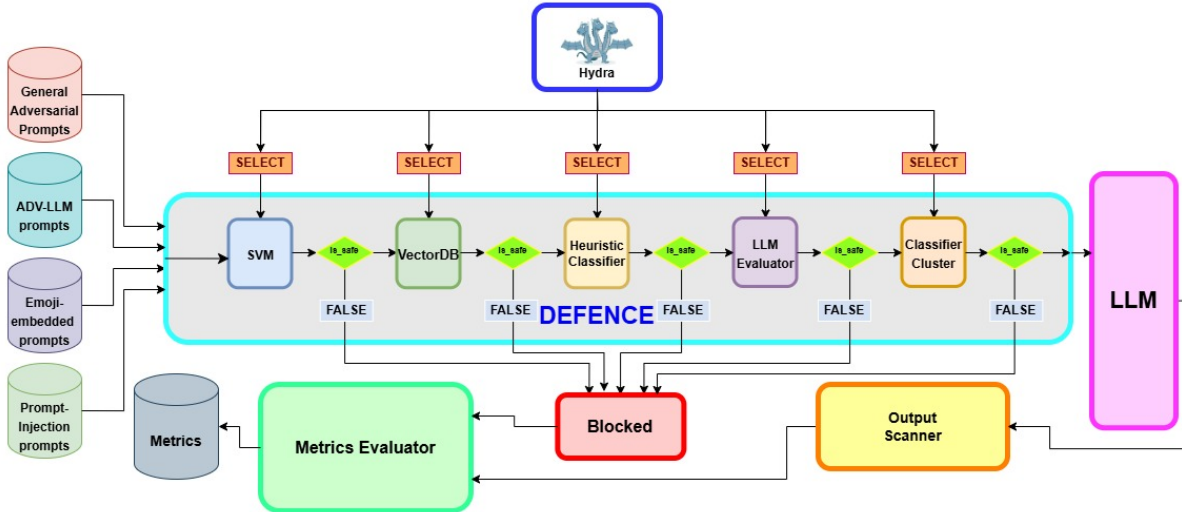 Hydra
General
Adversarial
Prompts
SELECT
SELECT
SELECT
SELECT
SELECT
ADV-LLM
prompts
SVM
Is_safe
VectorDB
Is_safe
Heuristic
Classifier
Is_safe
LLM
Evaluator
Is_safe
Classifier
Cluster
Is_safe
LLM
Emoji-
embedded
prompts
FALSE
FALSE
DEFENCE
FALSE
FALSE
FALSE
Prompt-
Injection
prompts
Metrics
Metrics Evaluator
Blocked
Output
Scanner